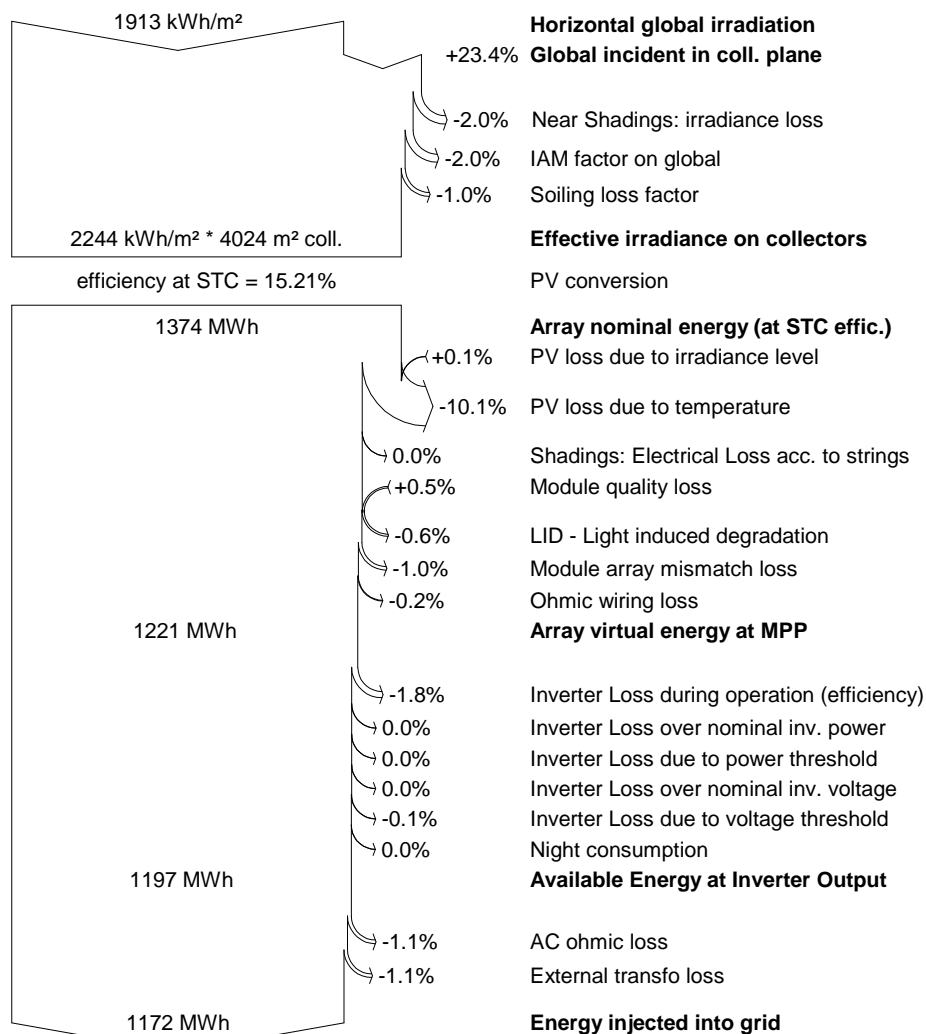 1913 kWh/m² Horizontal global irradiation
+23.4% Global incident in coll. plane
-2.0% Near Shadings: irradiance loss
-2.0% IAM factor on global
-1.0% Soiling loss factor
2244 kWh/m² * 4024 m² coll. Effective irradiance on collectors
efficiency at STC = 15.21% PV conversion
1374 MWh Array nominal energy (at STC effic.)
+0.1% PV loss due to irradiance level
-10.1% PV loss due to temperature
0.0% Shadings: Electrical Loss acc. to strings
+0.5% Module quality loss
-0.6% LID - Light induced degradation
-1.0% Module array mismatch loss
-0.2% Ohmic wiring loss
1221 MWh Array virtual energy at MPP
-1.8% Inverter Loss during operation (efficiency)
0.0% Inverter Loss over nominal inv. power
0.0% Inverter Loss due to power threshold
0.0% Inverter Loss over nominal inv. voltage
-0.1% Inverter Loss due to voltage threshold
0.0% Night consumption
1197 MWh Available Energy at Inverter Output
-1.1% AC ohmic loss
-1.1% External transfo loss
1172 MWh Energy injected into grid